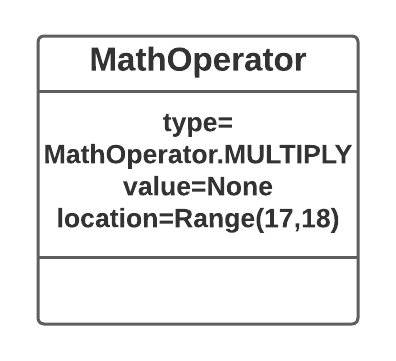 MathOperator
type=
MathOperator.MULTIPLY
value=None
location=Range(17,18)